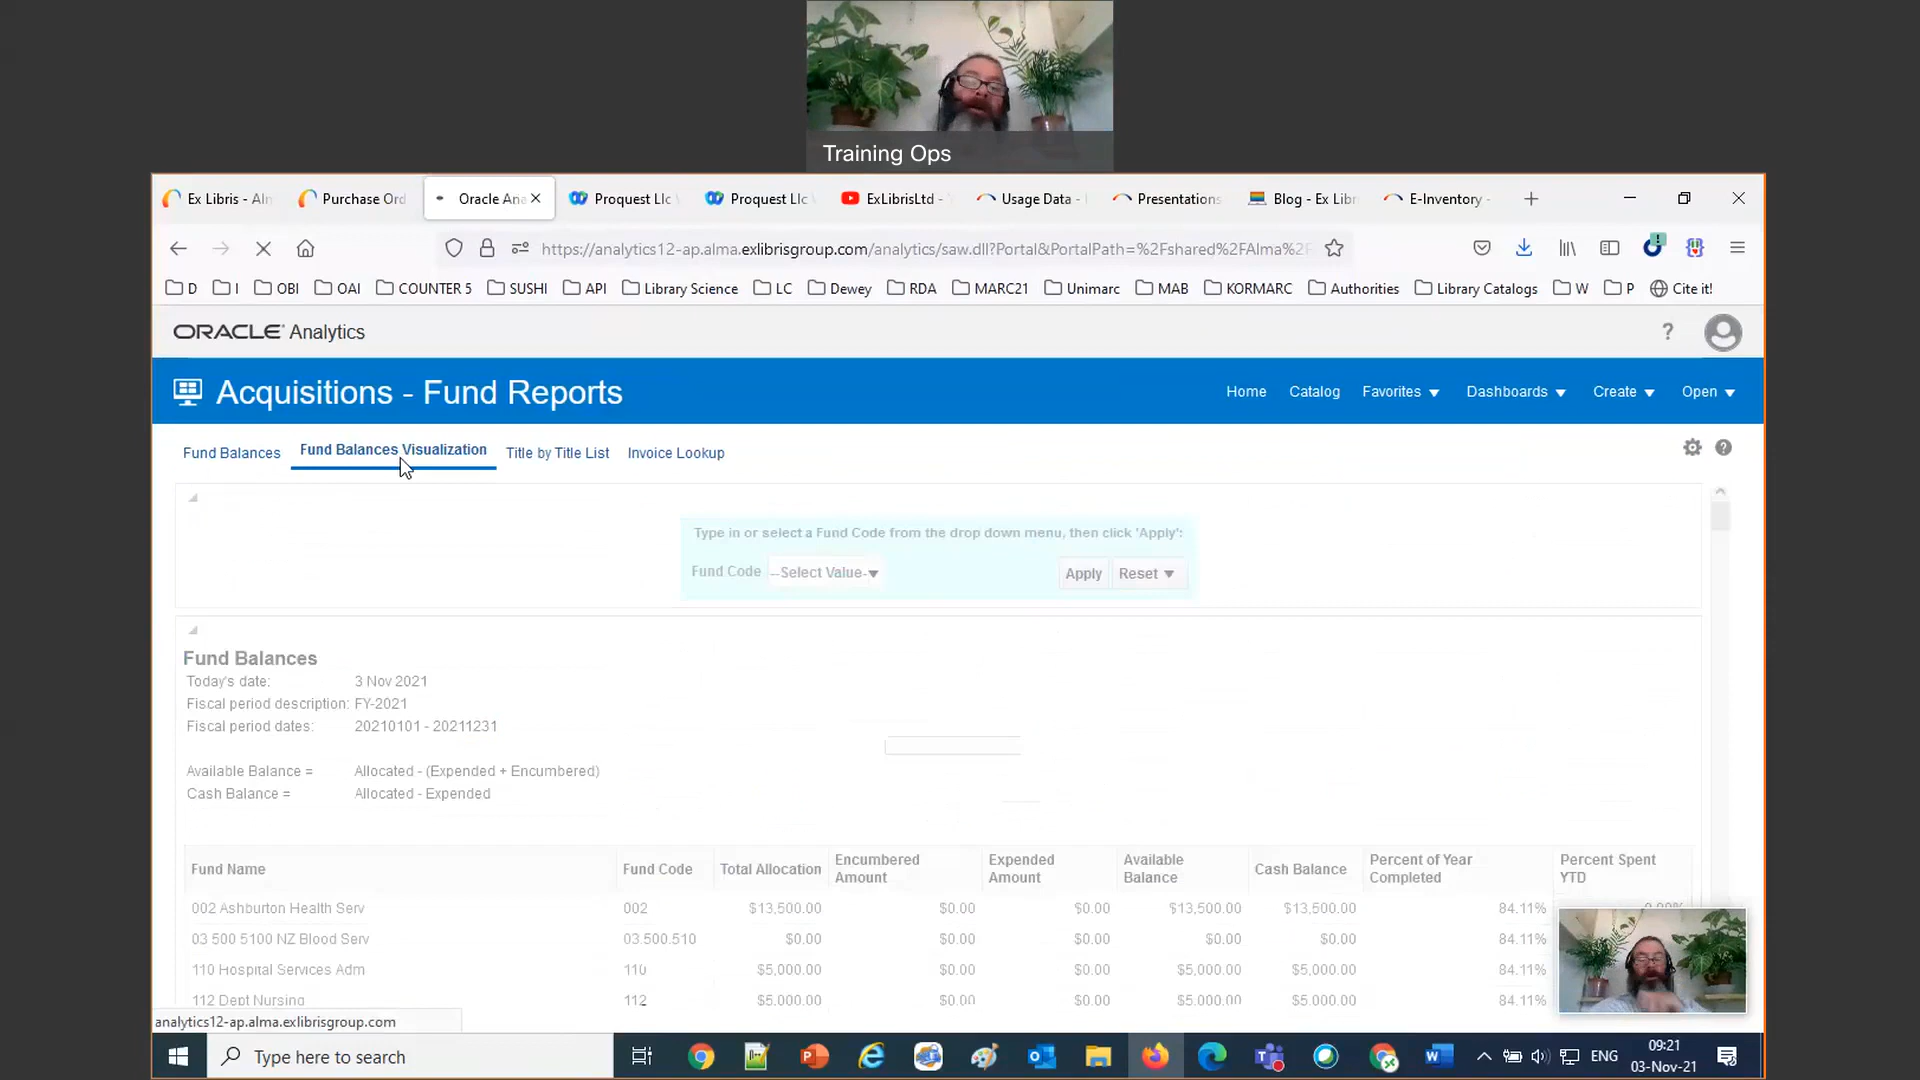 Training Ops
Ex Libris - Alm
Purchase Ord
Oracle Ana
Proquest Llc
Proquest Llc
ExLibrisLtd -
Usage Data -
Presentations
Blog - Ex Libri
E-Inventory -
https://analytics12-ap.alma.exlibrisgroup.com/analytics/saw.dll?Portal&PortalPath=%2Fshared%2FAlma%2F
D
I
OBI
OAI
COUNTER 5
SUSHI
API
Library Science
LC
Dewey
RDA
MARC21
Unimarc
MAB
KORMARC
Authorities
Library Catalogs
W
P
Cite it!
ORACLE Analytics
?
Acquisitions - Fund Reports
Home
Catalog
Favorites
Dashboards
Create
Open
Fund Balances
Fund Balances Visualization
Title by Title List
Invoice Lookup
Type in or select a Fund Code from the drop down menu, then click 'Apply':
Fund Code --Select Value-
Apply
Reset
Fund Balances
Today's date: 3 Nov 2021
Fiscal period description: FY-2021
Fiscal period dates: 20210101 - 20211231
Available Balance = Allocated - (Expended + Encumbered)
Cash Balance = Allocated - Expended
Fund Name Fund Code Total Allocation Encumbered Amount Expended Amount Available Balance Cash Balance Percent of Year Completed Percent Spent YTD
002 Ashburton Health Serv 002 $13,500.00 $0.00 $0.00 $13,500.00 $13,500.00 84.11%
03 500 5100 NZ Blood Serv 03.500.510 $0.00 $0.00 $0.00 $0.00 $0.00 84.11%
110 Hospital Services Adm 110 $5,000.00 $0.00 $0.00 $5,000.00 $5,000.00 84.11%
112 Dept Nursing 112 $5,000.00 $0.00 $0.00 $5,000.00 $5,000.00 84.11%
analytics12-ap.alma.exlibrisgroup.com
Type here to search
ENG
09:21
03-Nov-21